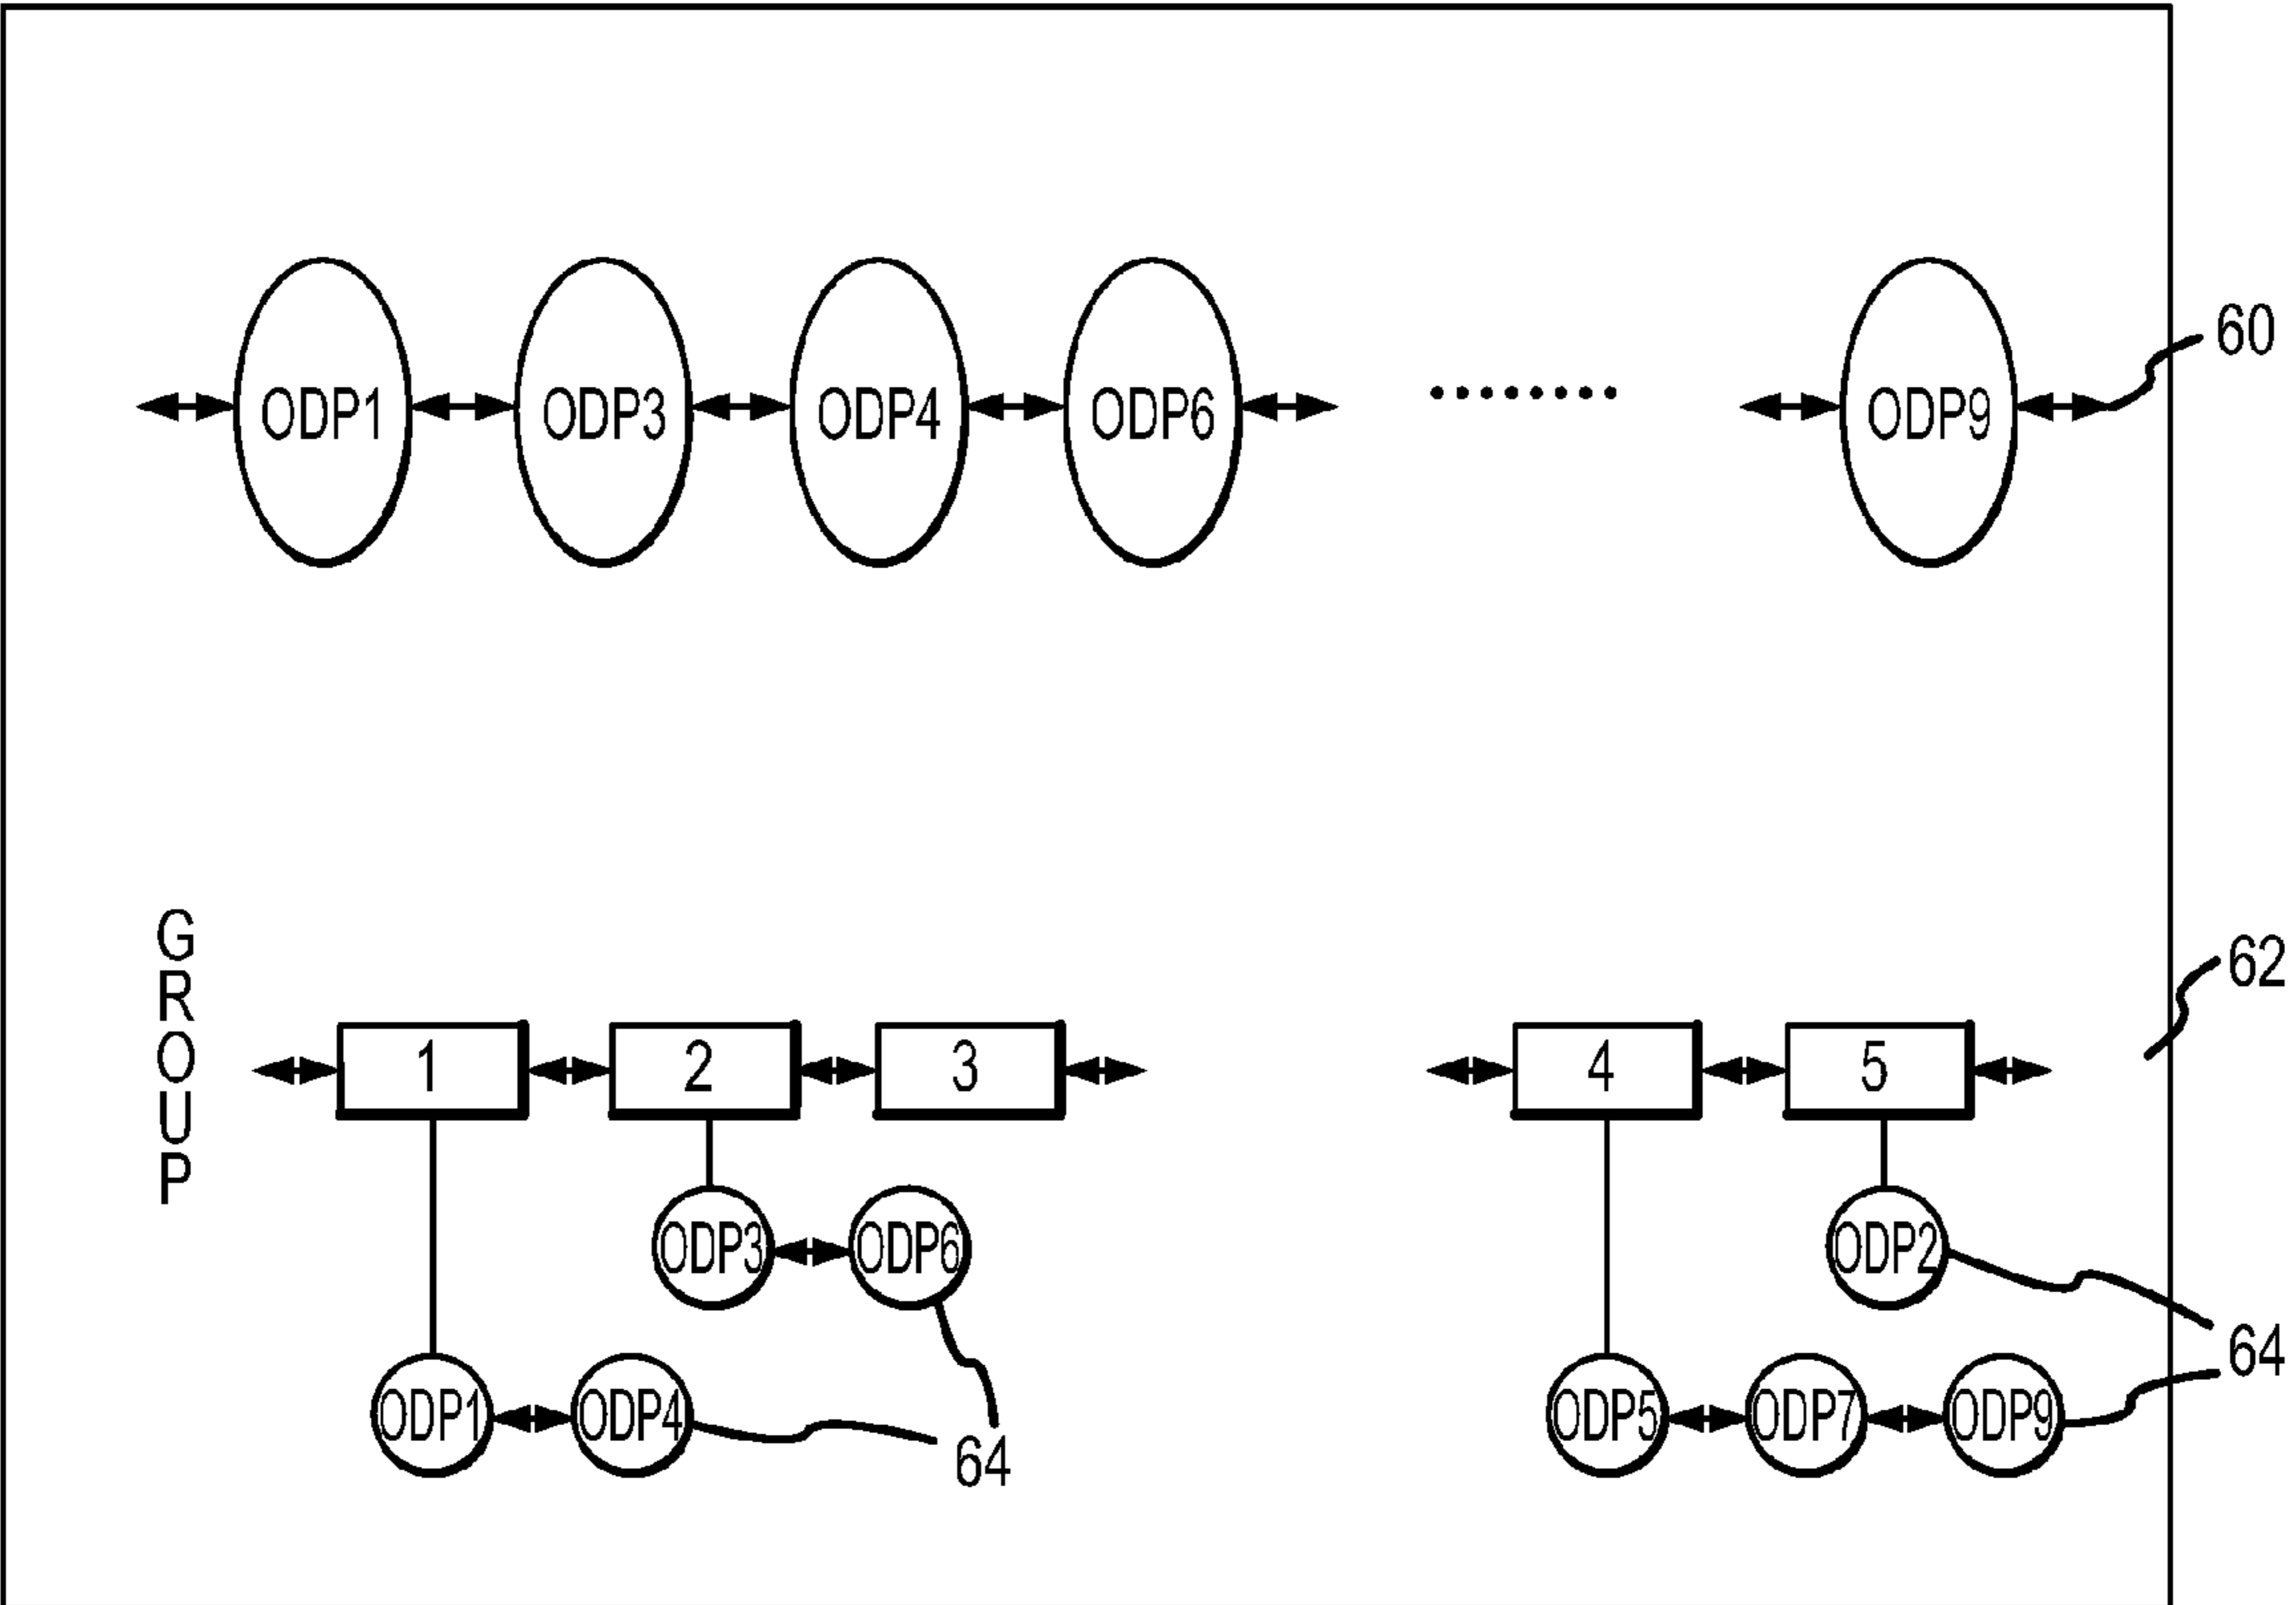 ODP1 ODP3 ODP4 ODP6 ........ ODP9
60
GROUP
62
1 2 3 4 5
ODP3 ODP6 ODP2
64
ODP1 ODP4 ODP5 ODP7 ODP9
64